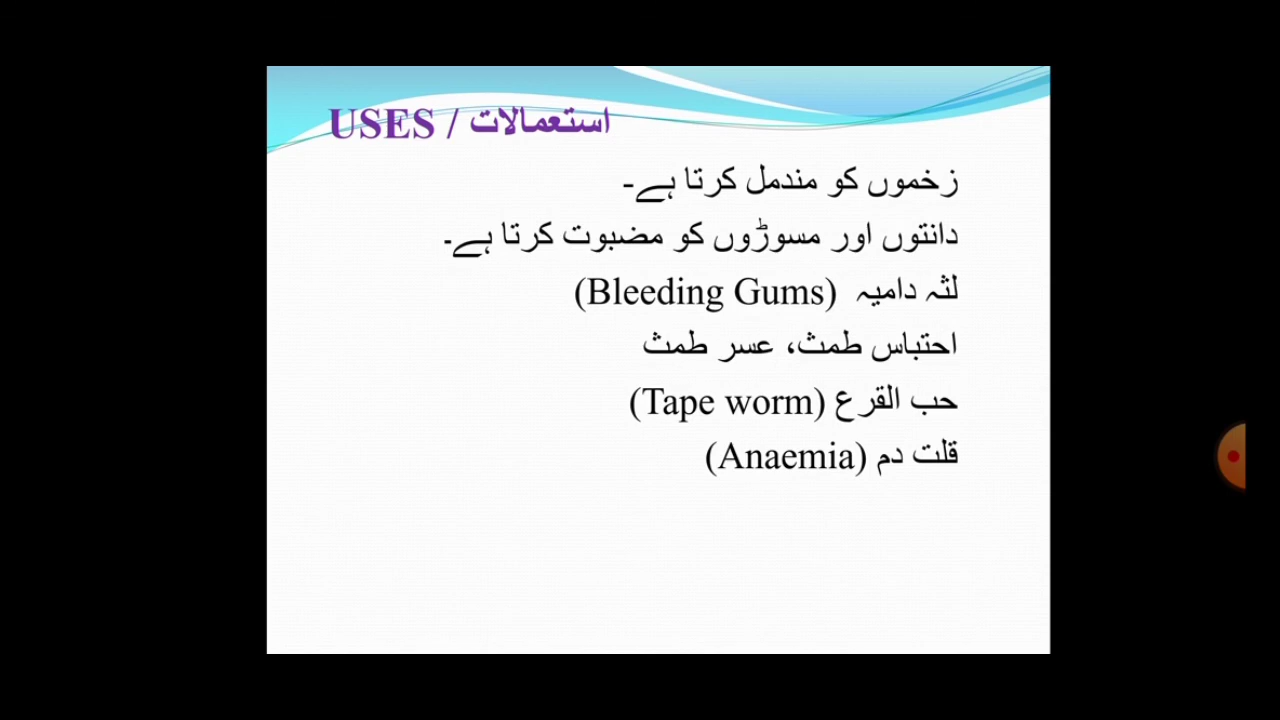 USES / استعمالات
زخموں کو مندمل کرتا ہے۔
دانتوں اور مسوڑوں کو مضبوت کرتا ہے۔
لثہ دامیہ (Bleeding Gums)
احتباس طمث، عسر طمث
حب القرع (Tape worm)
قلت دم (Anaemia)